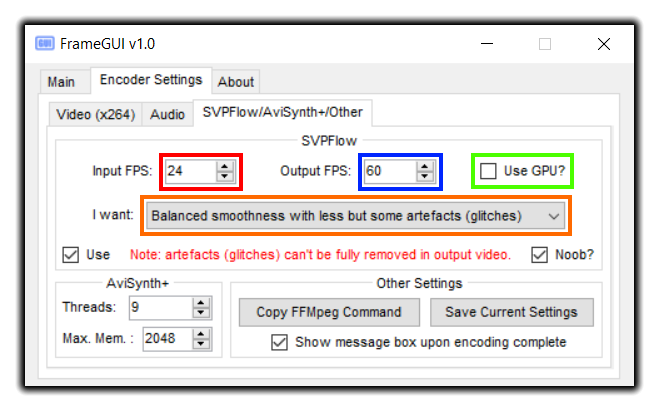 FrameGUI v1.0
Main Encoder Settings About
Video (x264) Audio SVPFlow/AviSynth+/Other
SVPFlow
Input FPS: 24 Output FPS: 60 Use GPU?
I want: Balanced smoothness with less but some artefacts (glitches)
Use Note: artefacts (glitches) can't be fully removed in output video. Noob?
AviSynth+ Other Settings
Threads: 9 Copy FFMpeg Command Save Current Settings
Max. Mem. : 2048 Show message box upon encoding complete